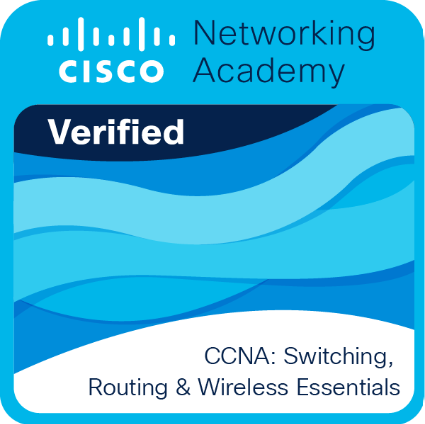 CISCO
Networking
Academy
Verified
CCNA: Switching,
Routing & Wireless Essentials